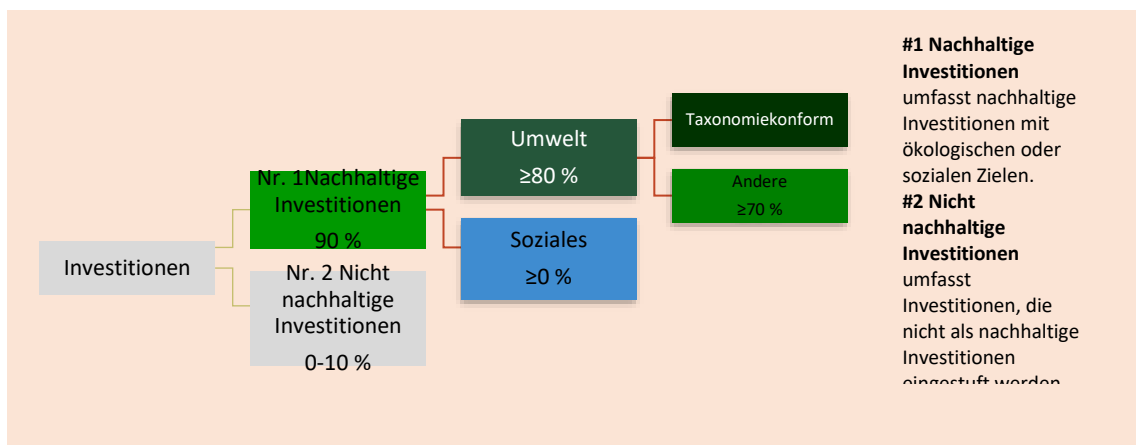 Investitionen
Nr. 1Nachhaltige
Investitionen
90 %
Nr. 2 Nicht
nachhaltige
Investitionen
0-10 %
Umwelt
≥80 %
Soziales
≥0 %
Taxonomiekonform
Andere
≥70 %
#1 Nachhaltige
Investitionen
umfasst nachhaltige
Investitionen mit
ökologischen oder
sozialen Zielen.
#2 Nicht
nachhaltige
Investitionen
umfasst
Investitionen, die
nicht als nachhaltige
Investitionen
eingestuft werden